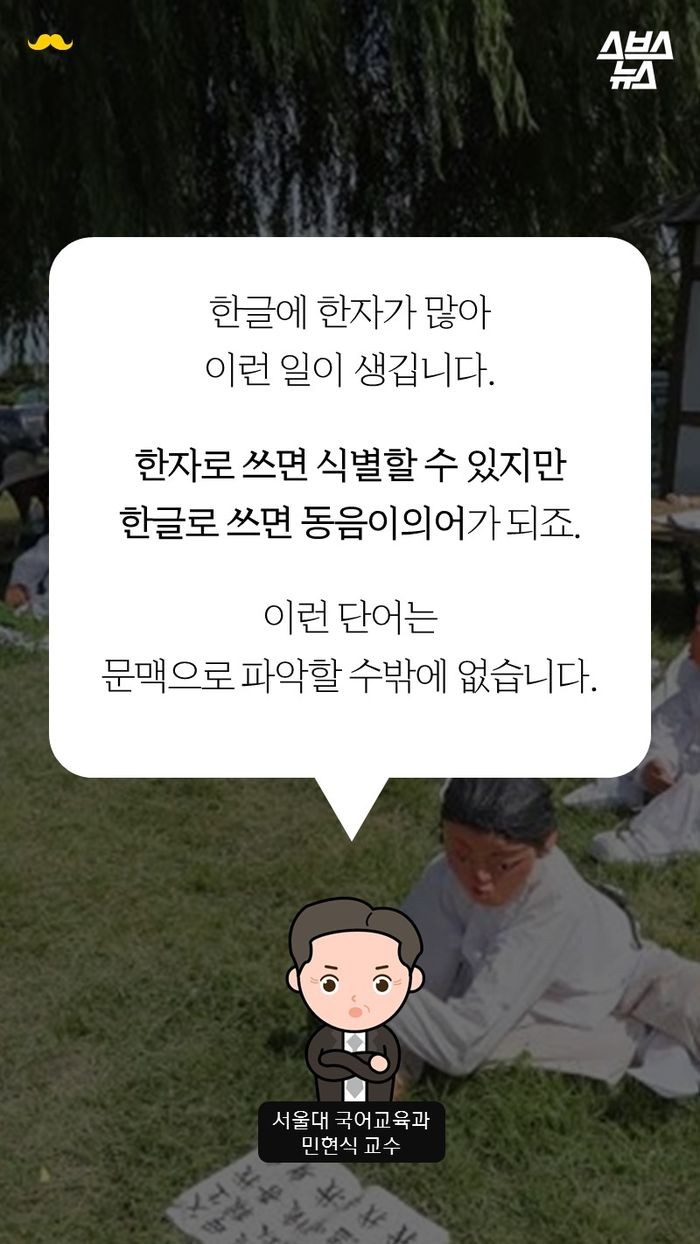 스브스
뉴스
한글에 한자가 많아
이런 일이 생깁니다.
한자로 쓰면 식별할 수 있지만
한글로 쓰면 동음이의어가 되죠.
이런 단어는
문맥으로 파악할 수밖에 없습니다.
서울대 국어교육과
민현식 교수